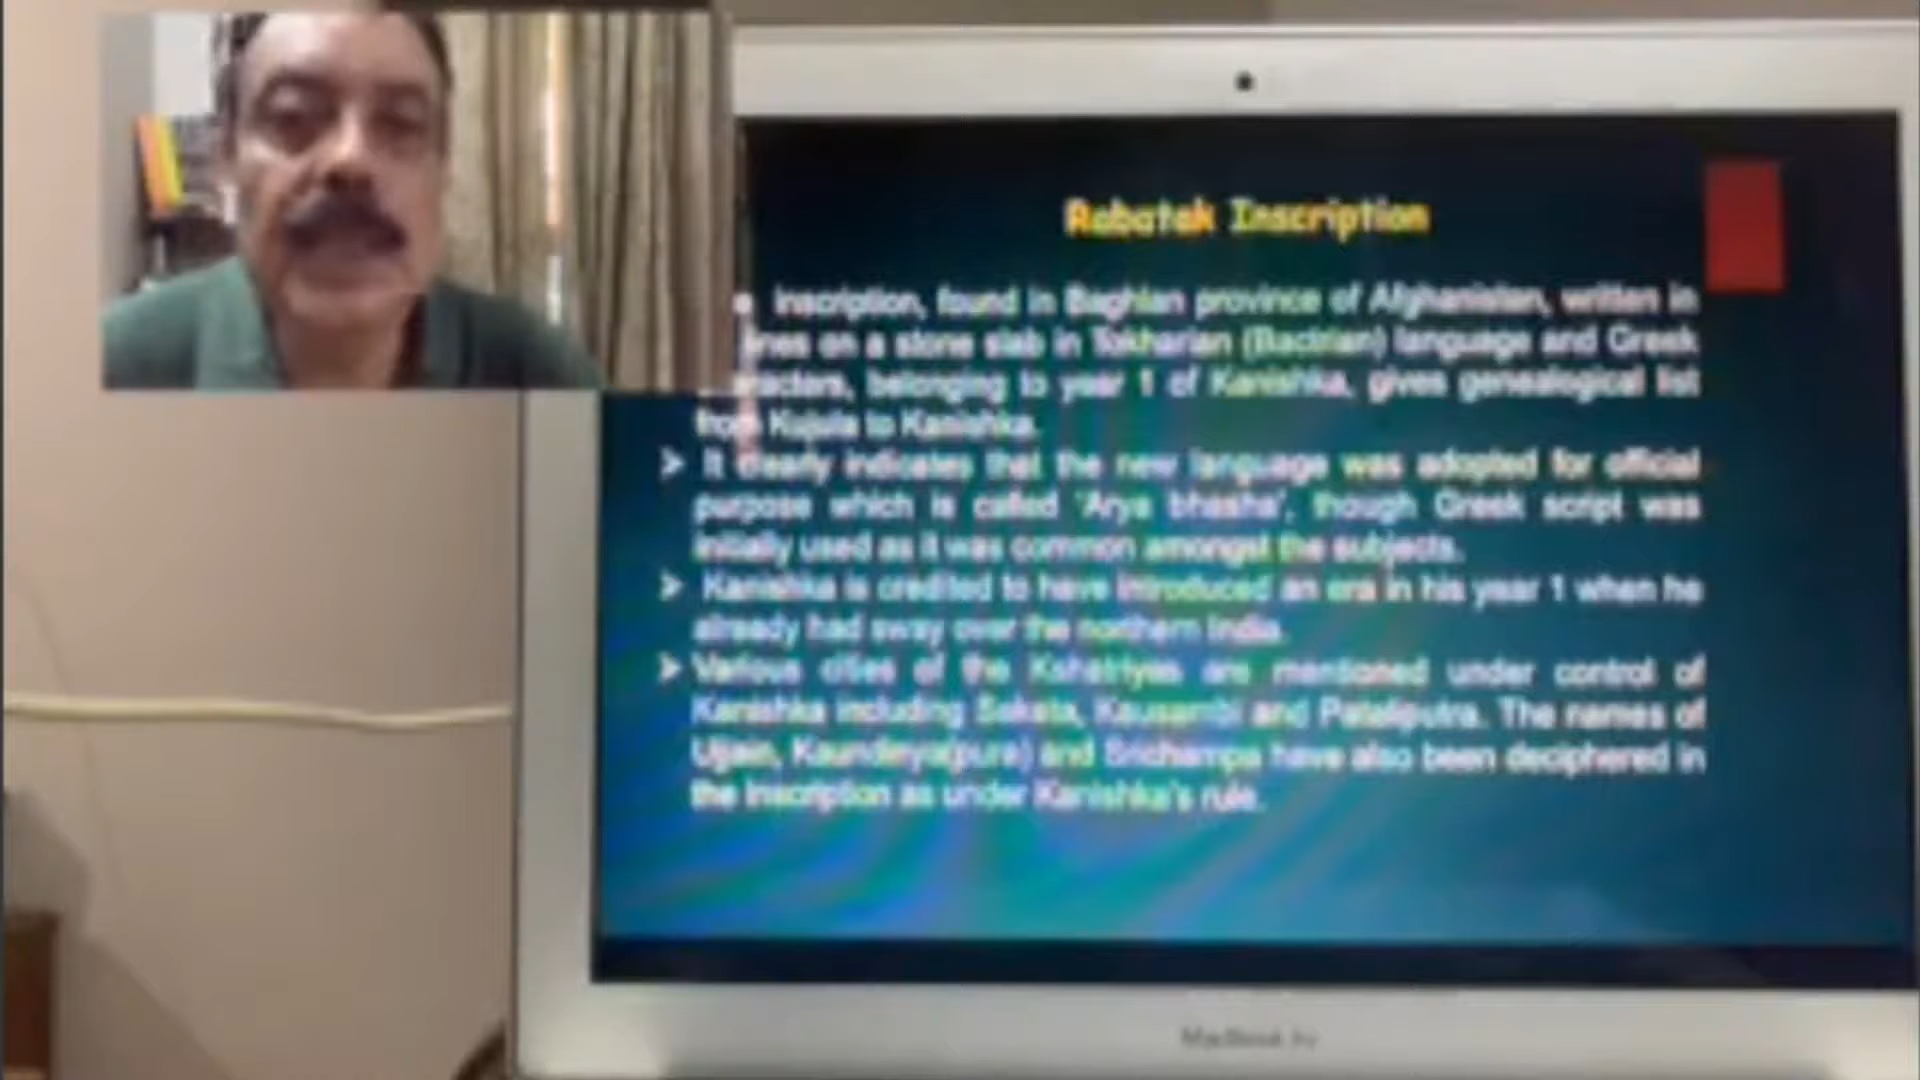 Rabatak Inscription
inscription, found in Baghlan province of Afghanistan, written in
on a stone slab in Tokharian (Bactrian) language and Greek
belonging to year 1 of Kanishka, gives genealogical list
from Kujula to Kanishka.
➤ It clearly indicates that the new language was adopted for official
purpose which is called 'Arya bhasha', though Greek script was
initially used as it was common amongst the subjects.
➤ Kanishka is credited to have introduced an era in his year 1 when he
already had sway over the northern India.
➤ Various cities of the Kshatriyas are mentioned under control of
Kanishka including Saketa, Kausambi and Pataliputra. The names of
Ujjain, Kaundinya(pura) and Srichampa have also been deciphered in
the inscription as under Kanishka's rule.
MacBook Air